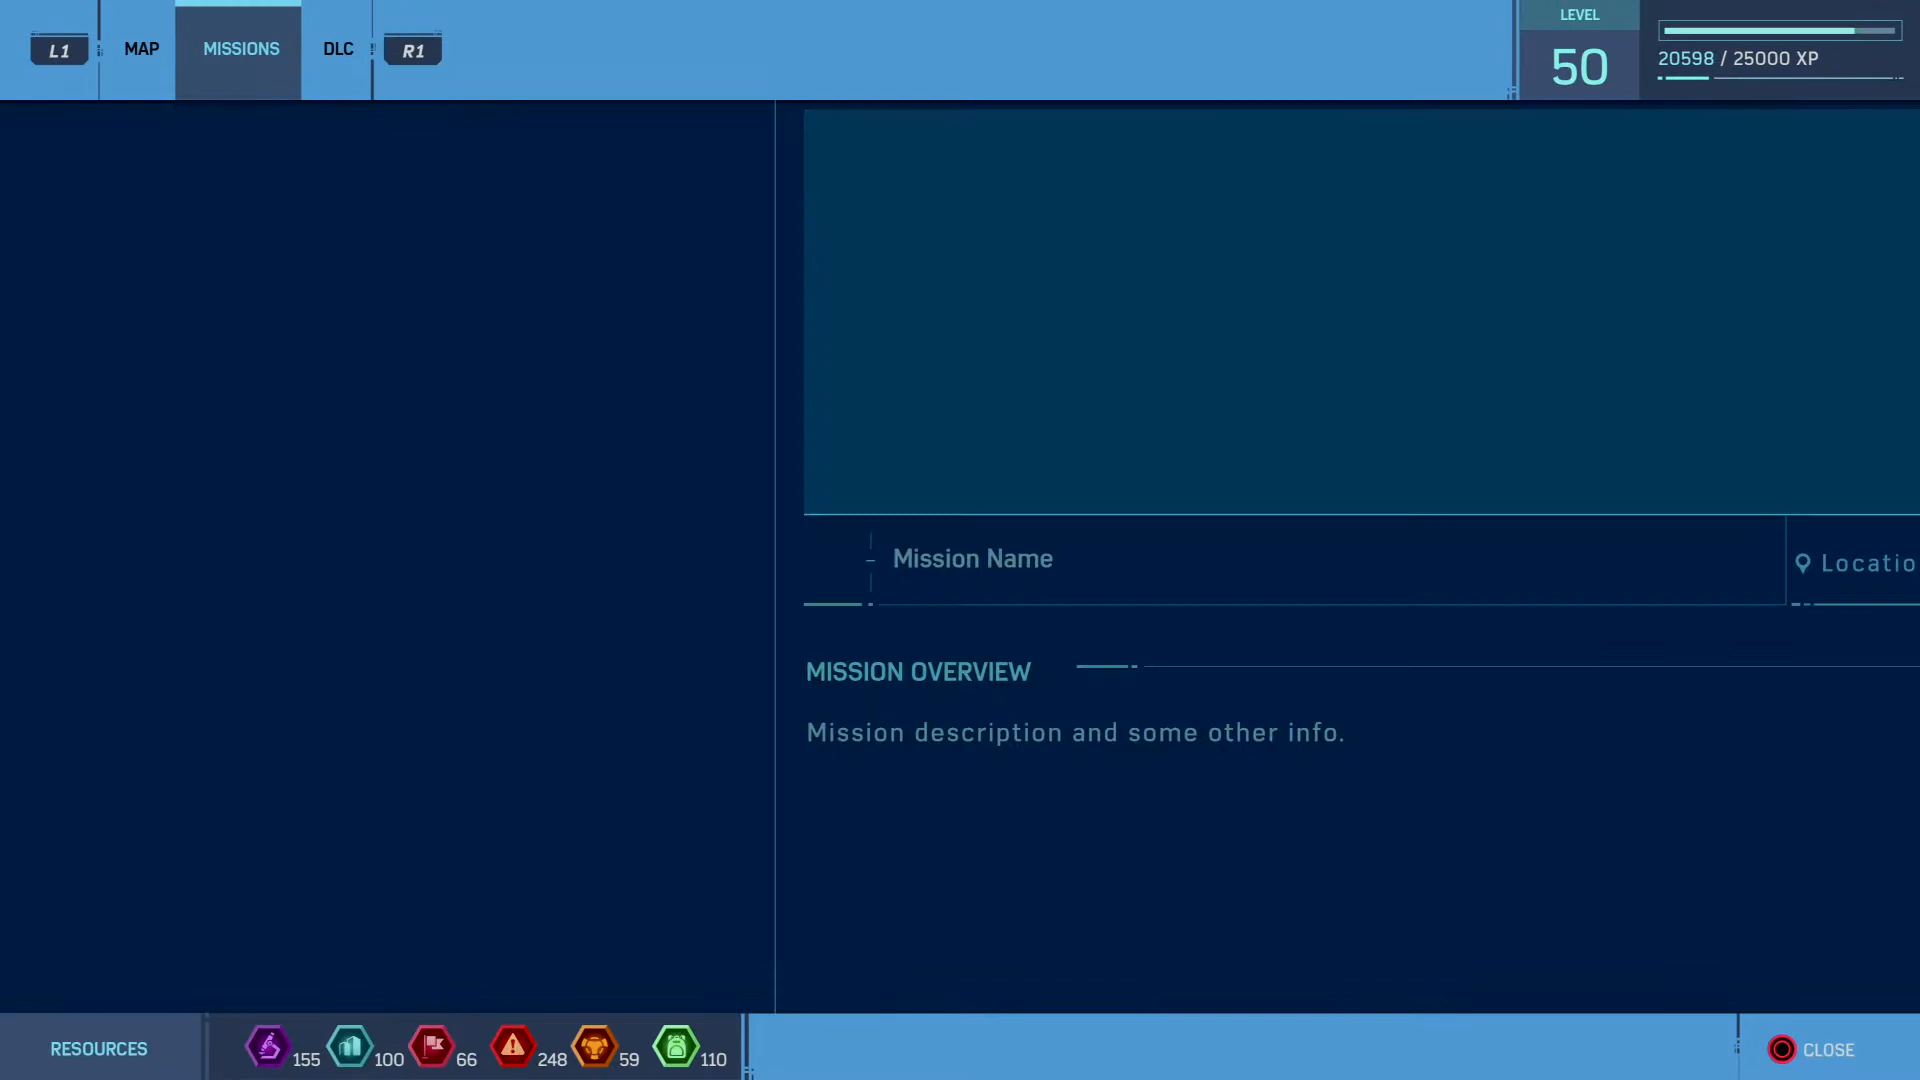 L1 MAP MISSIONS DLC R1
LEVEL
50
20598 / 25000 XP
Mission Name
Locatio
MISSION OVERVIEW
Mission description and some other info.
RESOURCES 155 100 66 248 59 110
CLOSE